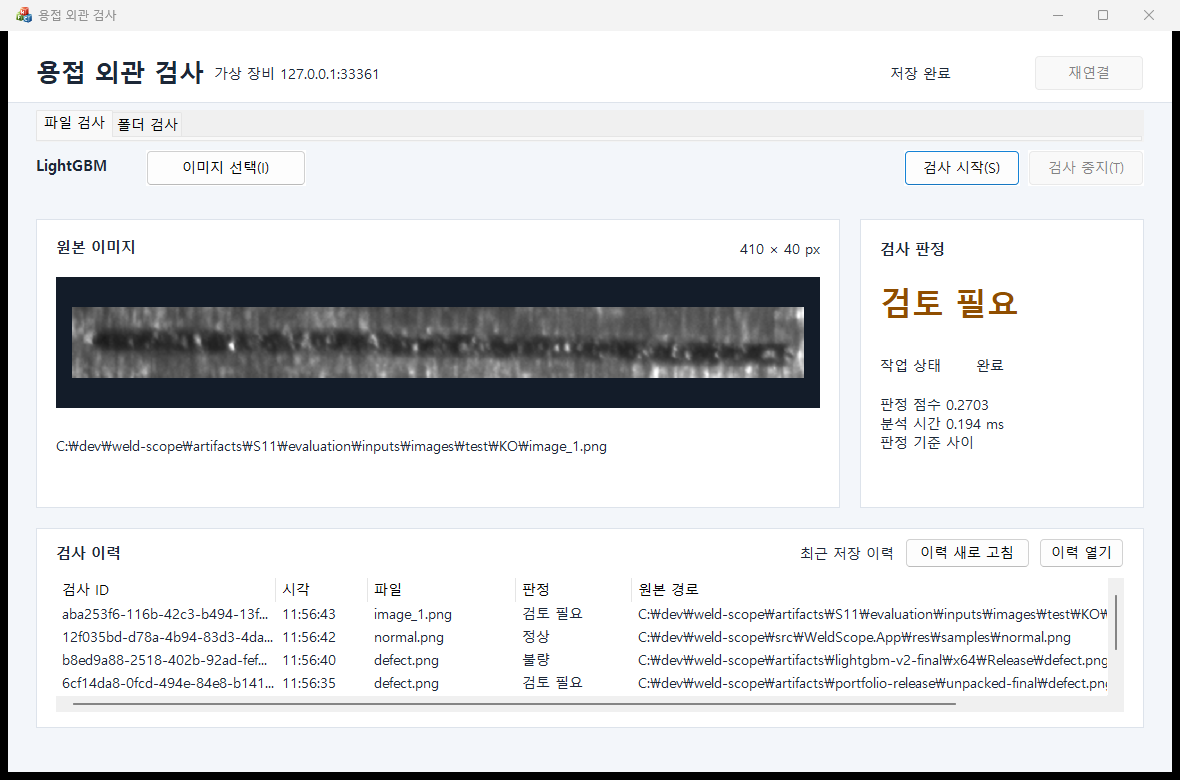 용접 외관 검사
용접 외관 검사 가상 장비 127.0.0.1:33361 저장 완료 재연결
파일 검사 폴더 검사
LightGBM 이미지 선택(I) 검사 시작(S) 검사 중지(T)
원본 이미지 410 × 40 px
C:₩dev₩weld-scope₩artifacts₩S11₩evaluation₩inputs₩images₩test₩KO₩image_1.png
검사 판정
검토 필요
작업 상태 완료
판정 점수 0.2703
분석 시간 0.194 ms
판정 기준 사이
검사 이력 최근 저장 이력 이력 새로 고침 이력 열기
검사 ID 시각 파일 판정 원본 경로
aba253f6-116b-42c3-b494-13f... 11:56:43 image_1.png 검토 필요 C:₩dev₩weld-scope₩artifacts₩S11₩evaluation₩inputs₩images₩test₩KO₩
12f035bd-d78a-4b94-83d3-4da... 11:56:42 normal.png 정상 C:₩dev₩weld-scope₩src₩WeldScope.App₩res₩samples₩normal.png
b8ed9a88-2518-402b-92ad-fef... 11:56:40 defect.png 불량 C:₩dev₩weld-scope₩artifacts₩lightgbm-v2-final₩x64₩Release₩defect.png
6cf14da8-0fcd-494e-84e8-b141... 11:56:35 defect.png 검토 필요 C:₩dev₩weld-scope₩artifacts₩portfolio-release₩unpacked-final₩defect.png